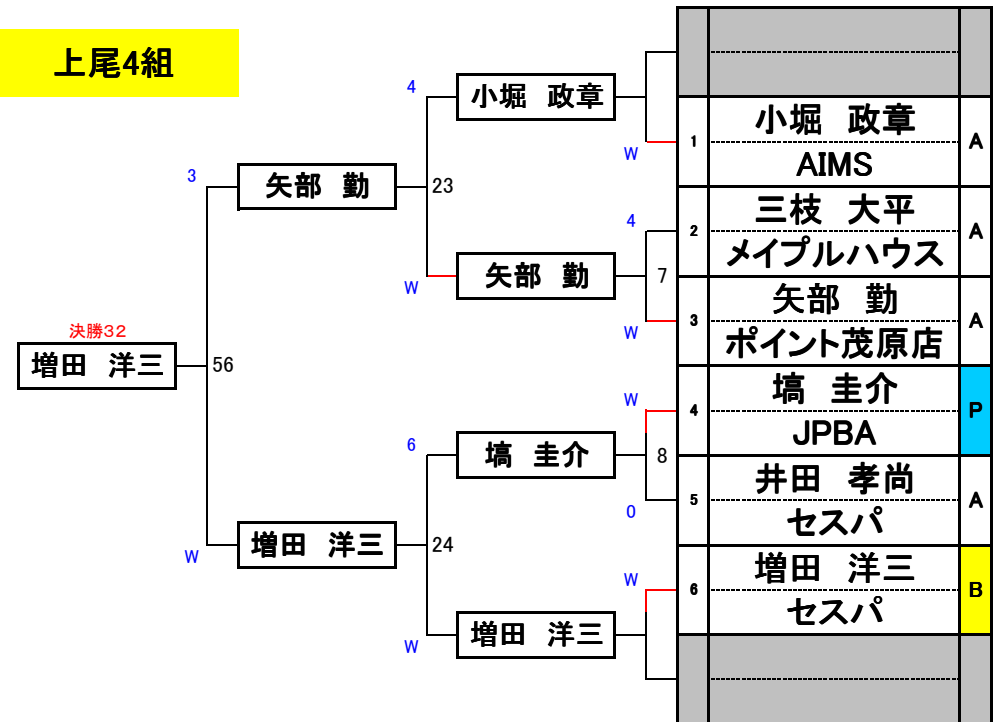 上尾4組
小堀　政章
4
小堀　政章
1
A
W
AIMS
3
矢部　勤
23
三枝　大平
4
2
A
メイプルハウス
矢部　勤
7
W
矢部　勤
W
3
A
ポイント茂原店
決勝32
増田　洋三
56
塙　圭介
W
4
P
JPBA
6
塙　圭介
8
井田　孝尚
5
A
0
セスパ
増田　洋三
24
W
増田　洋三
W
6
B
セスパ
増田　洋三
W